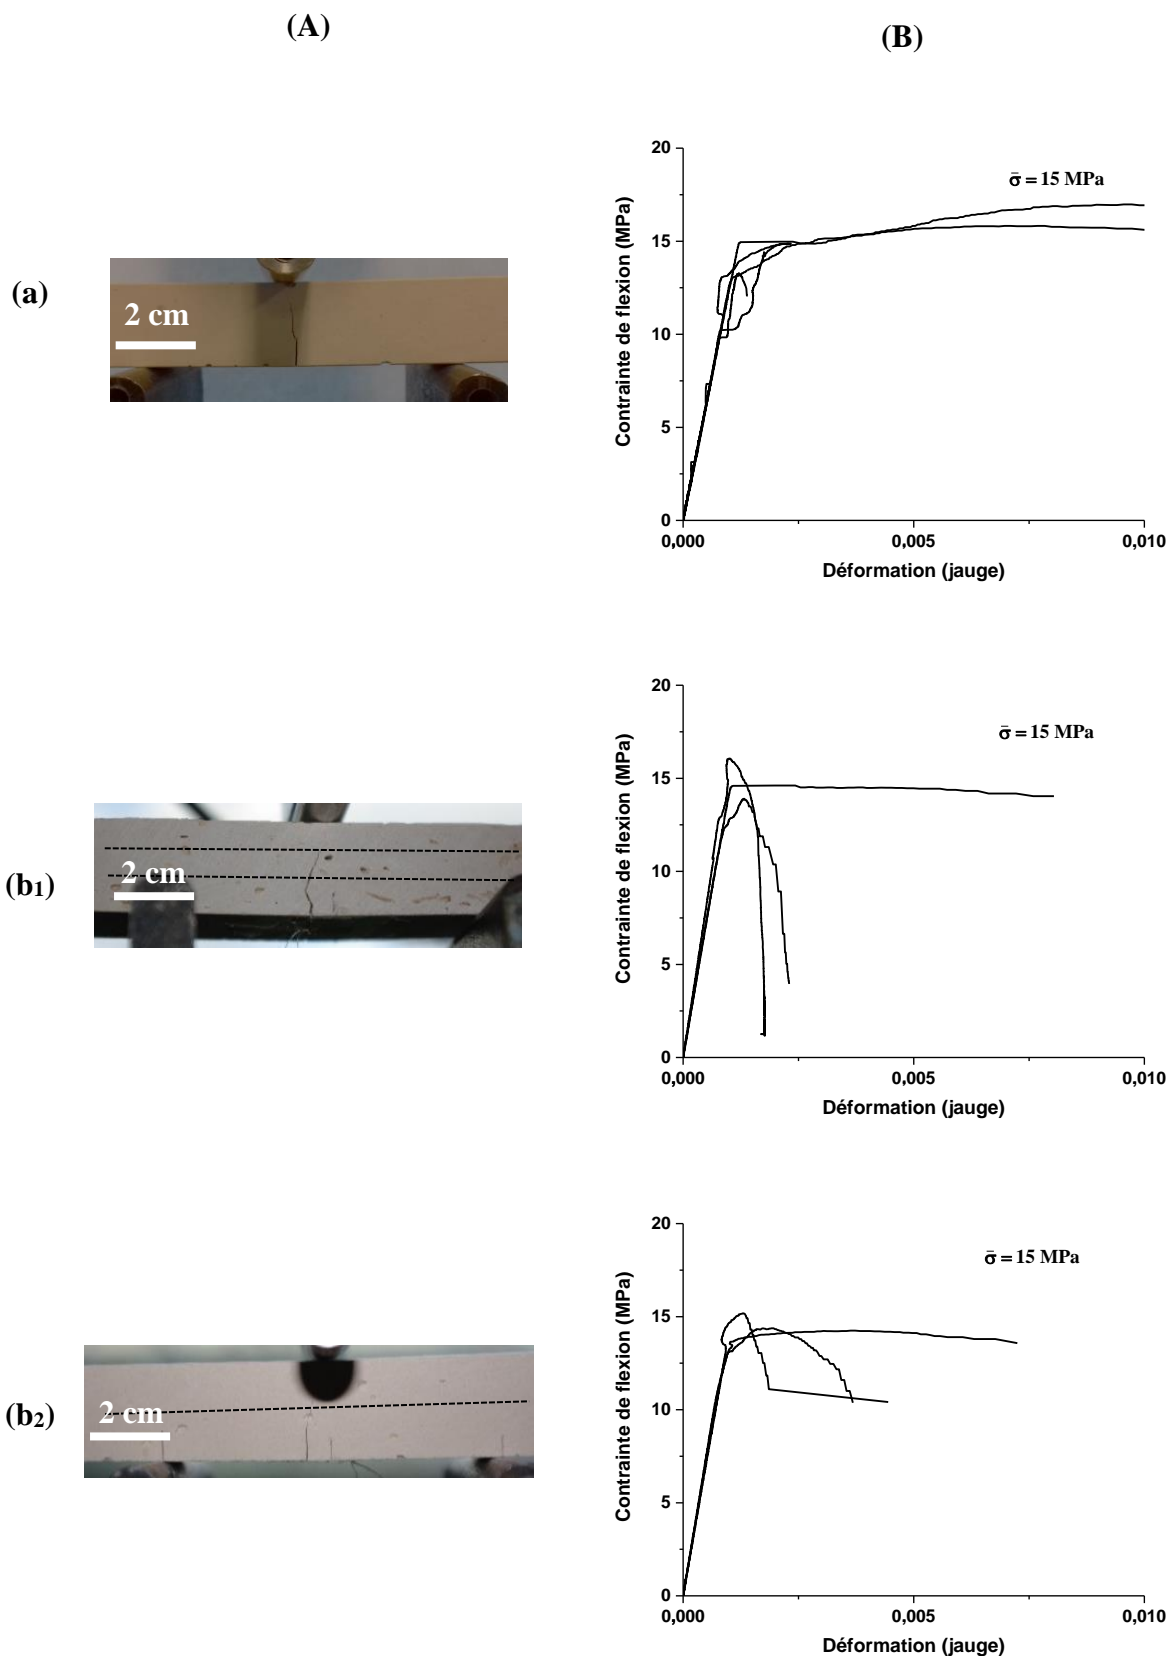 (A)
(B)
(a)
2 cm
20
15
10
5
0
Contrainte de flexion (MPa)
σ̄ = 15 MPa
0,000
0,005
0,010
Déformation (jauge)
(b1)
2 cm
20
15
10
5
0
Contrainte de flexion (MPa)
σ̄ = 15 MPa
0,000
0,005
0,010
Déformation (jauge)
(b2)
2 cm
20
15
10
5
0
Contrainte de flexion (MPa)
σ̄ = 15 MPa
0,000
0,005
0,010
Déformation (jauge)